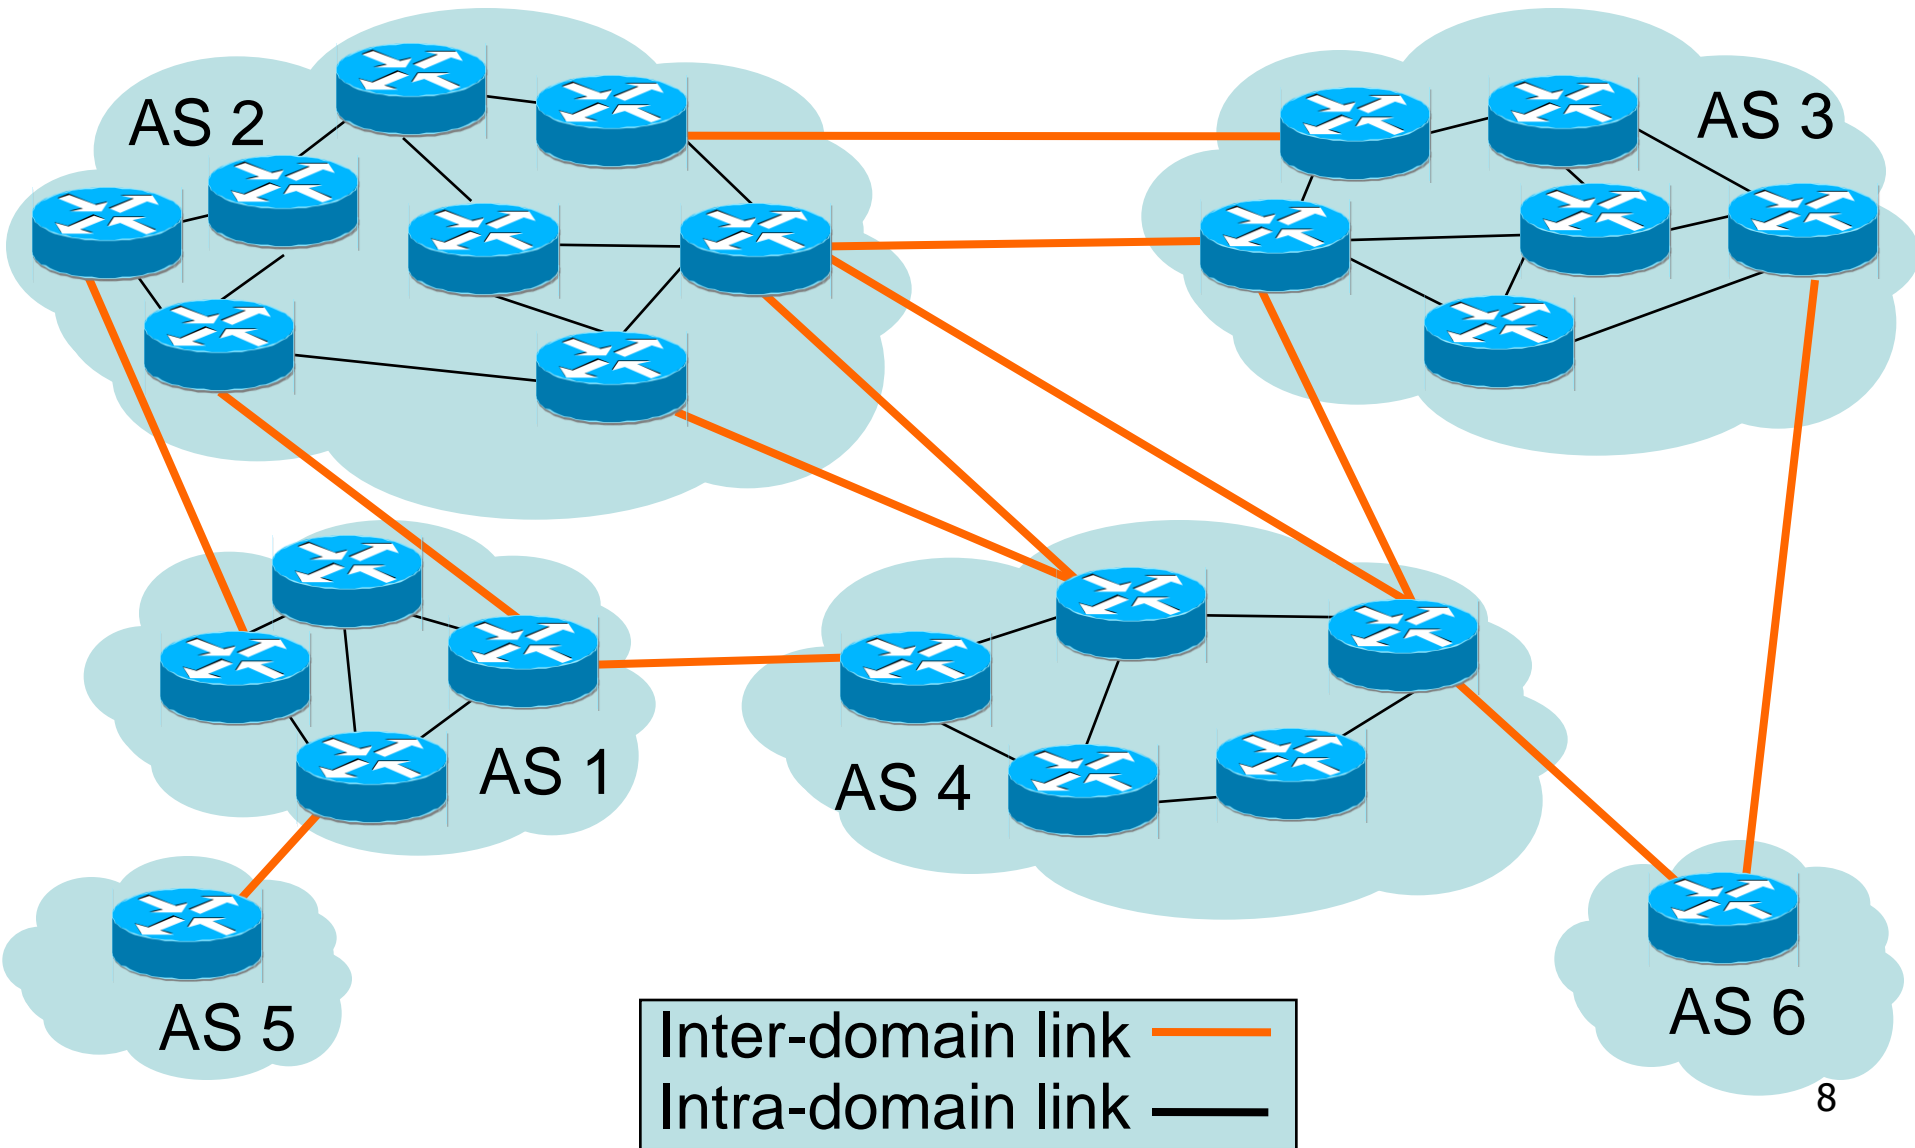 AS 2
AS 3
AS 1
AS 4
AS 5
AS 6
Inter-domain link
Intra-domain link
8